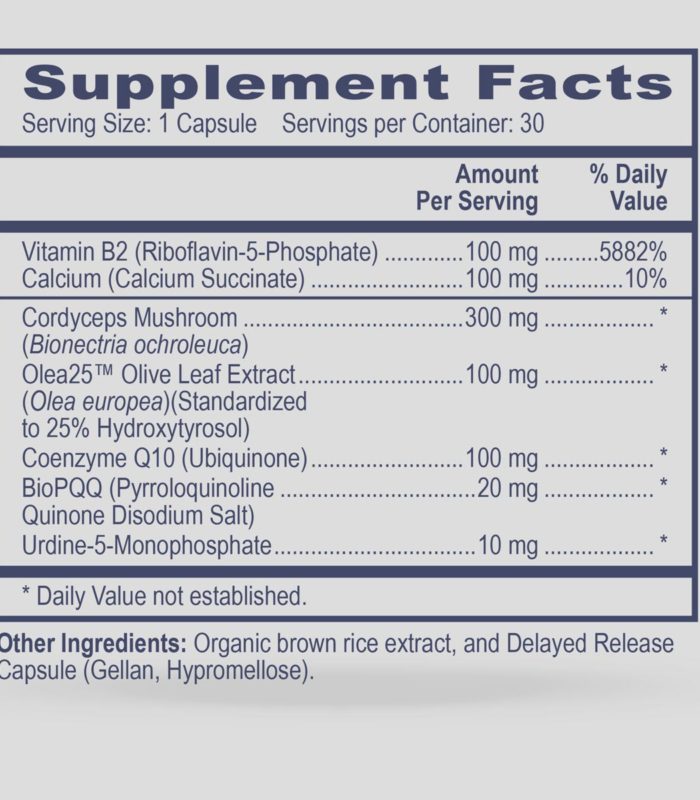 Supplement Facts
Serving Size: 1 Capsule Servings per Container: 30
Amount Per Serving % Daily Value
Vitamin B2 (Riboflavin-5-Phosphate) .............100 mg .........5882%
Calcium (Calcium Succinate) .........................100 mg .............10%
Cordyceps Mushroom ....................................300 mg .................. *
(Bionectria ochroleuca)
Olea25™ Olive Leaf Extract...........................100 mg .................. *
(Olea europea)(Standardized
to 25% Hydroxytyrosol)
Coenzyme Q10 (Ubiquinone).........................100 mg .................. *
BioPQQ (Pyrroloquinoline ................................20 mg .................. *
Quinone Disodium Salt)
Urdine-5-Monophosphate.................................10 mg .................. *
* Daily Value not established.
Other Ingredients: Organic brown rice extract, and Delayed Release
Capsule (Gellan, Hypromellose).